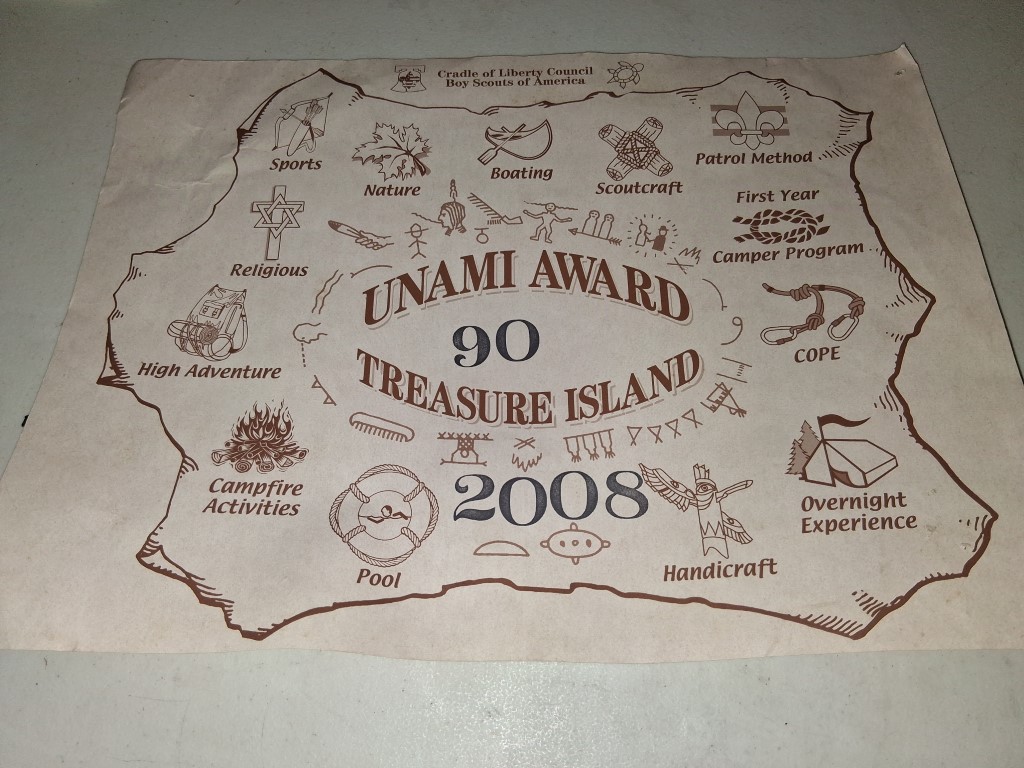 Cradle of Liberty Council
Boy Scouts of America
Sports
Nature
Boating
Scoutcraft
Patrol Method
Religious
First Year
Camper Program
UNAMI AWARD
90
TREASURE ISLAND
2008
High Adventure
COPE
Campfire
Activities
Pool
Handicraft
Overnight
Experience